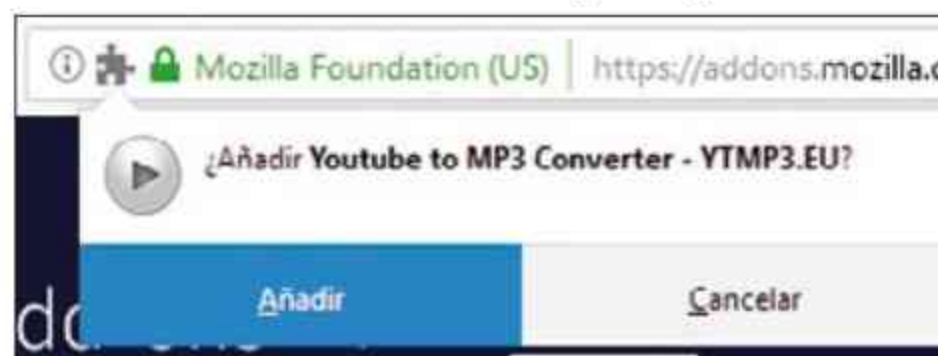 Mozilla Foundation (US) https://addons.mozilla.
¿Añadir Youtube to MP3 Converter - YTMP3.EU?
Añadir Cancelar